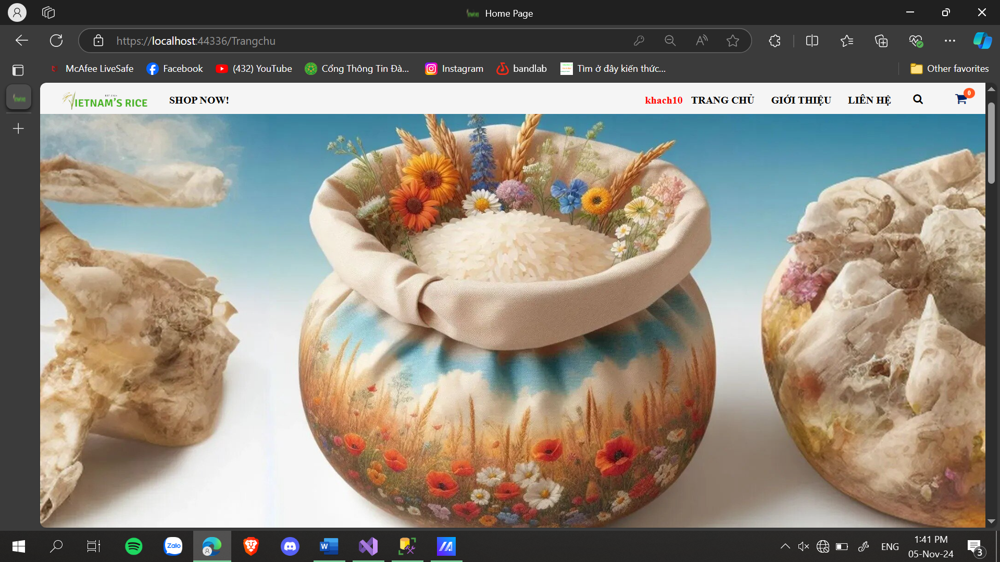 Home Page
https://localhost:44336/Trangchu
McAfee LiveSafe
Facebook
(432) YouTube
Cổng Thông Tin Đà...
Instagram
bandlab
Tìm ở đây kiến thức...
Other favorites
VIETNAM'S RICE
SHOP NOW!
khach10
TRANG CHỦ
GIỚI THIỆU
LIÊN HỆ
0
Zalo
W
ENG
1:41 PM
05-Nov-24
3